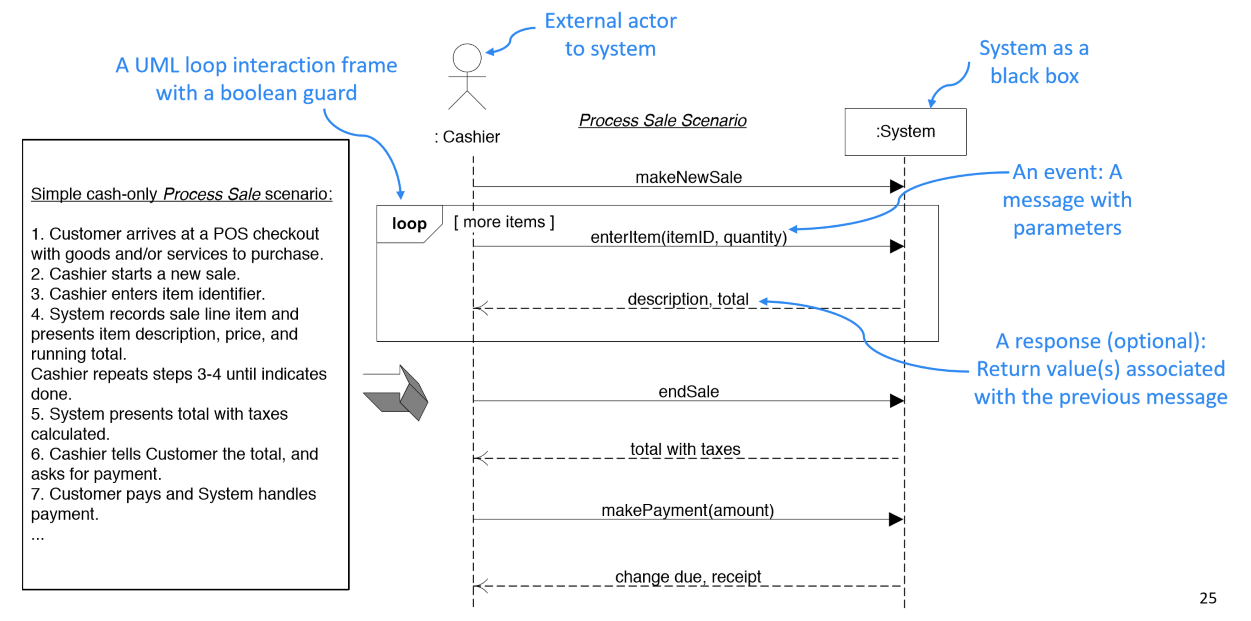 External actor
to system
A UML loop interaction frame
with a boolean guard
System as a
black box
Process Sale Scenario
: Cashier
:System
Simple cash-only Process Sale scenario:
1. Customer arrives at a POS checkout
with goods and/or services to purchase.
2. Cashier starts a new sale.
3. Cashier enters item identifier.
4. System records sale line item and
presents item description, price, and
running total.
Cashier repeats steps 3-4 until indicates
done.
5. System presents total with taxes
calculated.
6. Cashier tells Customer the total, and
asks for payment.
7. Customer pays and System handles
payment.
...
makeNewSale
loop
[ more items ]
enterItem(itemID, quantity)
description, total
endSale
total with taxes
makePayment(amount)
change due, receipt
An event: A
message with
parameters
A response (optional):
Return value(s) associated
with the previous message
25